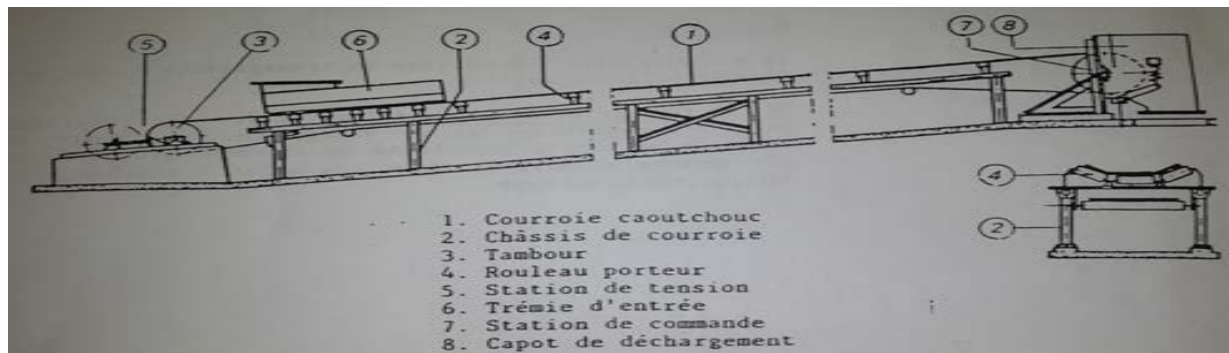 5 3 6 2 4 1 7 8
4
2
1. Courroie caoutchouc
2. Châssis de courroie
3. Tambour
4. Rouleau porteur
5. Station de tension
6. Trémie d'entrée
7. Station de commande
8. Capot de déchargement